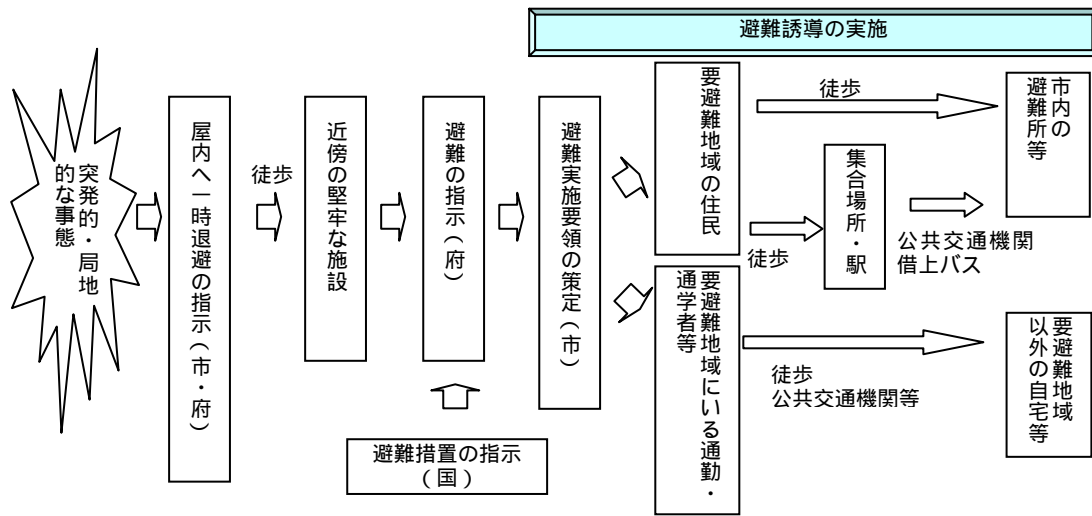 避難誘導の実施
突発的・局地
的な事態
屋内へ一時退避の指示(市・府)
徒歩
近傍の堅牢な施設
避難の指示(府)
避難措置の指示
(国)
避難実施要領の策定(市)
要避難地域の住民
徒歩
市内の
避難所等
徒歩
集合場所・駅
公共交通機関
借上バス
要避難地域にいる通勤・
通学者等
徒歩
公共交通機関等
要避難地域
以外の自宅等